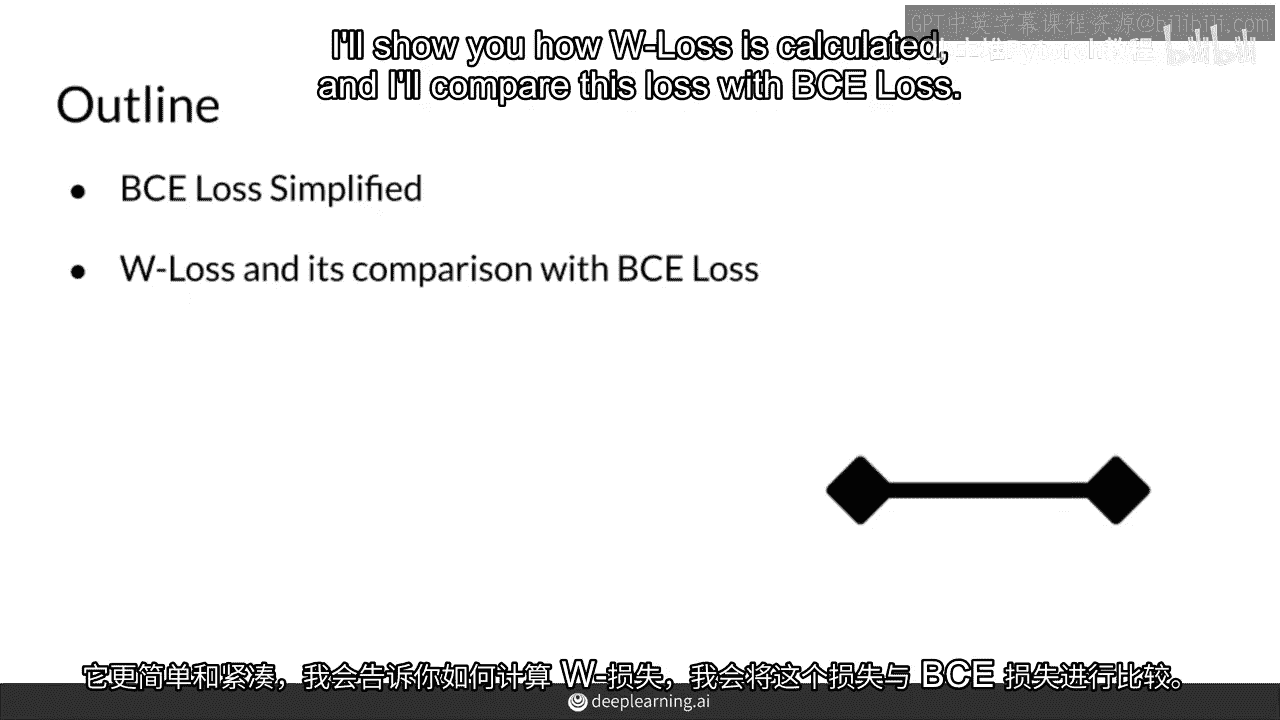 GPT中英字幕课程资源@bilibili.com
I'll show you how W-Loss is calculated,
and I'll compare this loss with BCE Loss.
Outline
• BCE Loss Simplified
• W-Loss and its comparison with BCE Loss
它更简单和紧凑，我会告诉你如何计算 W-损失，我会将这个损失与 BCE 损失进行比较。
deeplearning.ai